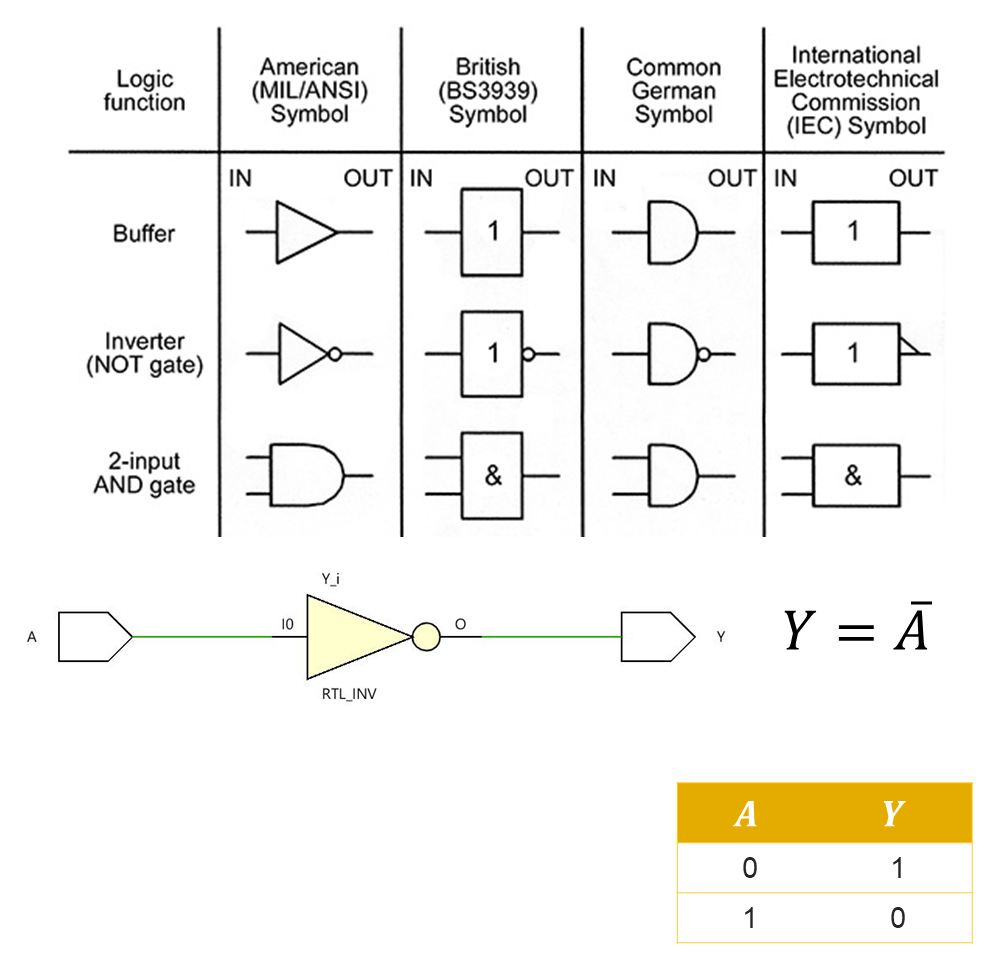 Logic
function
American
(MIL/ANSI)
Symbol
British
(BS3939)
Symbol
Common
German
Symbol
International
Electrotechnical
Commission
(IEC) Symbol
IN OUT IN OUT IN OUT IN OUT
Buffer 1 1
Inverter
(NOT gate) 1 1
2-input
AND gate & &
Y_i
A I0 O Y
RTL_INV
Y = Ā
A Y
0 1
1 0